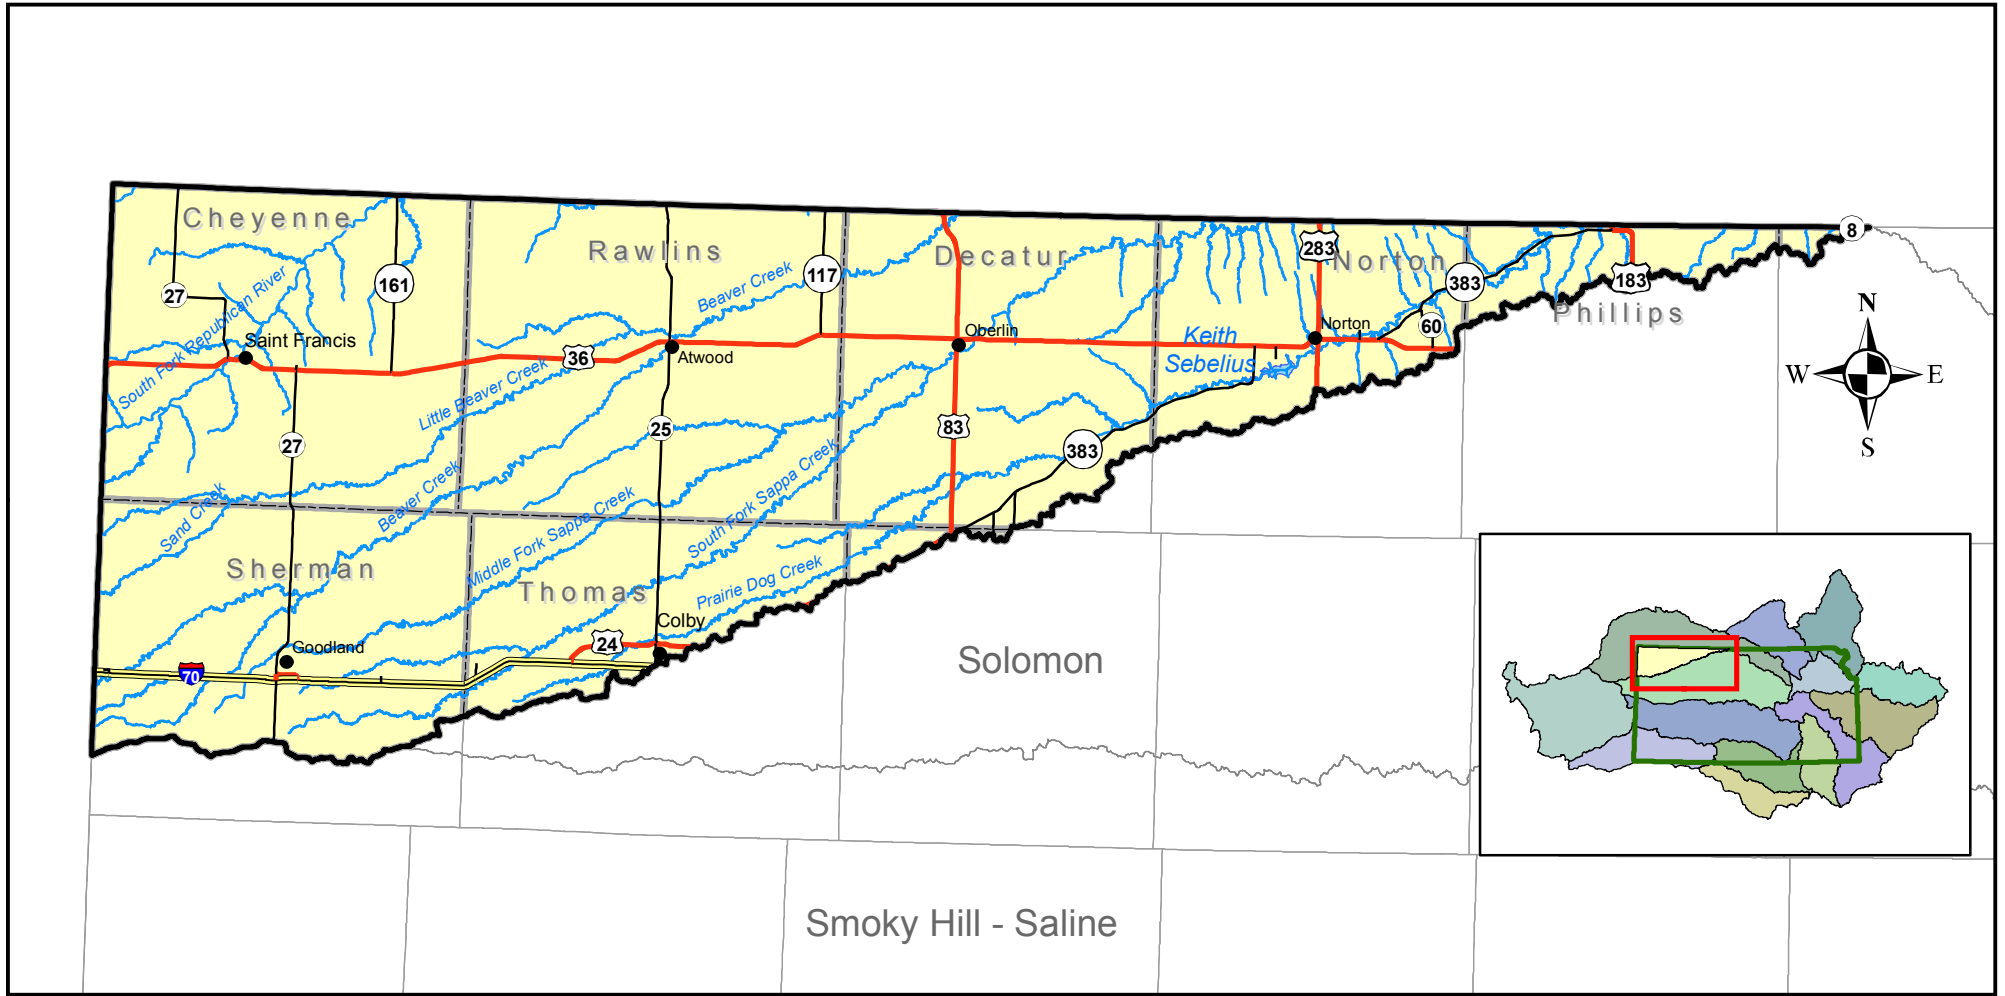 Cheyenne
Rawlins
Decatur
Norton
Phillips
8
283
117
161
27
383
183
60
Beaver Creek
South Fork Republican River
Saint Francis
36
Atwood
Oberlin
Norton
Keith
Sebelius
Little Beaver Creek
27
25
83
383
Sand Creek
Beaver Creek
Middle Fork Sappa Creek
South Fork Sappa Creek
Prairie Dog Creek
Sherman
Thomas
Colby
24
Goodland
70
Solomon
Smoky Hill - Saline
N
W
E
S